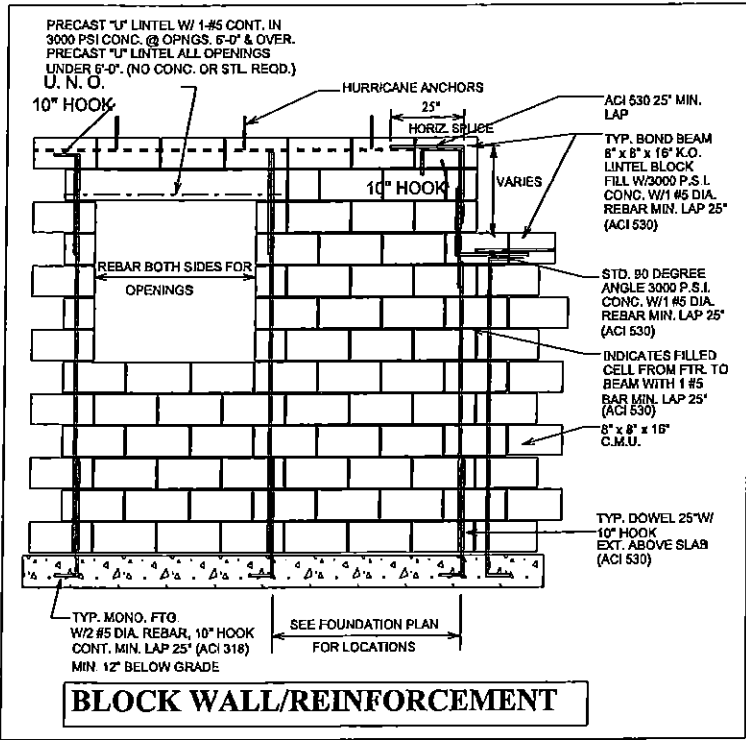 PRECAST "U" LINTEL W/ 1-#5 CONT. IN
3000 PSI CONC. @ OPNGS. 6'-0" & OVER.
PRECAST "U" LINTEL ALL OPENINGS
UNDER 6'-0". (NO CONC. OR STL. REQD.)
U. N. O.
10" HOOK
HURRICANE ANCHORS
25"
HORIZ. SPLICE
10" HOOK
VARIES
ACI 530 25" MIN.
LAP
TYP. BOND BEAM
8" x 8" x 16" K.O.
LINTEL BLOCK
FILL W/3000 P.S.I.
CONC. W/1 #5 DIA.
REBAR MIN. LAP 25"
(ACI 530)
REBAR BOTH SIDES FOR
OPENINGS
STD. 90 DEGREE
ANGLE 3000 P.S.I.
CONC. W/1 #5 DIA.
REBAR MIN. LAP 25"
(ACI 530)
INDICATES FILLED
CELL FROM FTR. TO
BEAM WITH 1 #5
BAR MIN. LAP 25"
(ACI 530)
8" x 8" x 16"
C.M.U.
TYP. DOWEL 25"W/
10" HOOK
EXT. ABOVE SLAB
(ACI 530)
TYP. MONO. FTG.
W/2 #5 DIA. REBAR, 10" HOOK
CONT. MIN. LAP 25" (ACI 318)
MIN. 12" BELOW GRADE
SEE FOUNDATION PLAN
FOR LOCATIONS
BLOCK WALL/REINFORCEMENT